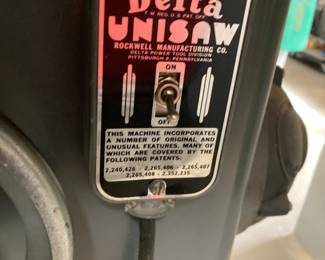 Delta
T.M. REG. U.S. PAT. OFF.
UNISAW
ROCKWELL MANUFACTURING CO.
DELTA POWER TOOL DIVISION
PITTSBURGH 8, PENNSYLVANIA
ON
OFF
THIS MACHINE INCORPORATES
A NUMBER OF ORIGINAL AND
UNUSUAL FEATURES, MANY OF
WHICH ARE COVERED BY THE
FOLLOWING PATENTS:
2,240,426 - 2,265,406 - 2,265,407
2,265,408 - 2,352,235